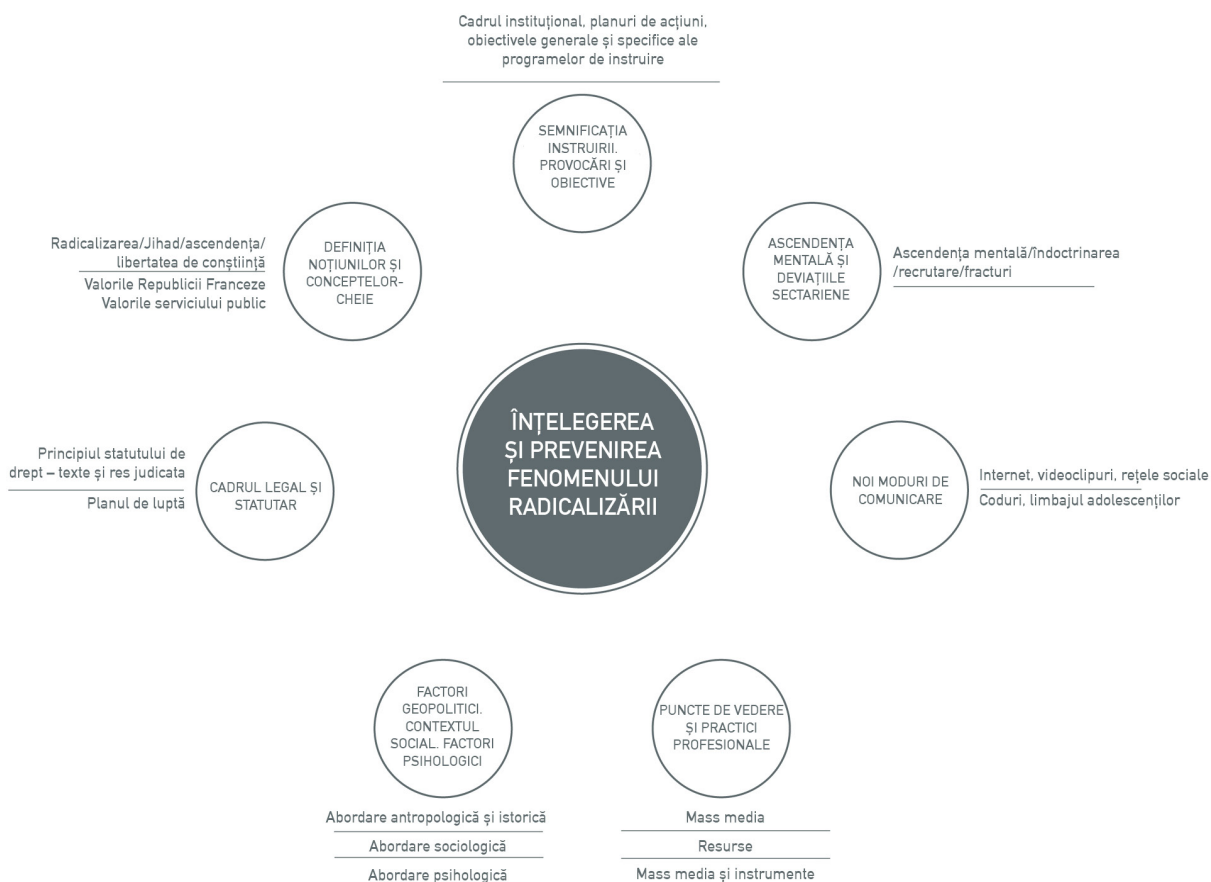 Cadrul instituțional, planuri de acțiuni,
obiectivele generale și specifice ale
programelor de instruire
SEMNIFICAȚIA
INSTRUIRII.
PROVOCĂRI ȘI
OBIECTIVE
Radicalizarea/Jihad/ascendența/
libertatea de conștiință
Valorile Republicii Franceze
Valorile serviciului public
DEFINIȚIA
NOȚIUNILOR ȘI
CONCEPTELOR-
CHEIE
ASCENDENȚA
MENTALĂ ȘI
DEVIAȚIILE
SECTARIENE
Ascendența mentală/îndoctrinarea
/recrutare/fracturi
ÎNȚELEGEREA
ȘI PREVENIREA
FENOMENULUI
RADICALIZĂRII
Principiul statutului de
drept – texte și res judicata
Planul de luptă
CADRUL LEGAL ȘI
STATUTAR
NOI MODURI DE
COMUNICARE
Internet, videoclipuri, rețele sociale
Coduri, limbajul adolescenților
FACTORI
GEOPOLITICI.
CONTEXTUL
SOCIAL. FACTORI
PSIHOLOGICI
Abordare antropologică și istorică
Abordare sociologică
Abordare psihologică
PUNCTE DE VEDERE
ȘI PRACTICI
PROFESIONALE
Mass media
Resurse
Mass media și instrumente